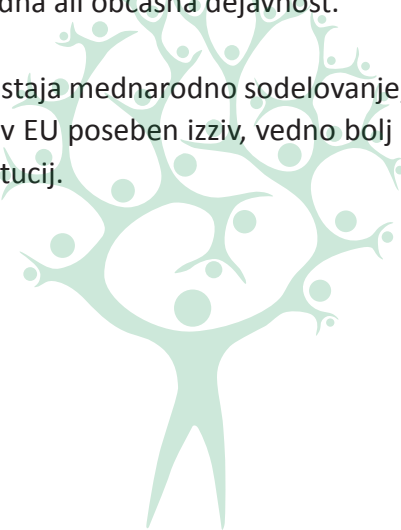 dna ali občasna dejavnost.
staja mednarodno sodelovanje,
v EU poseben izziv, vedno bolj
tucij.